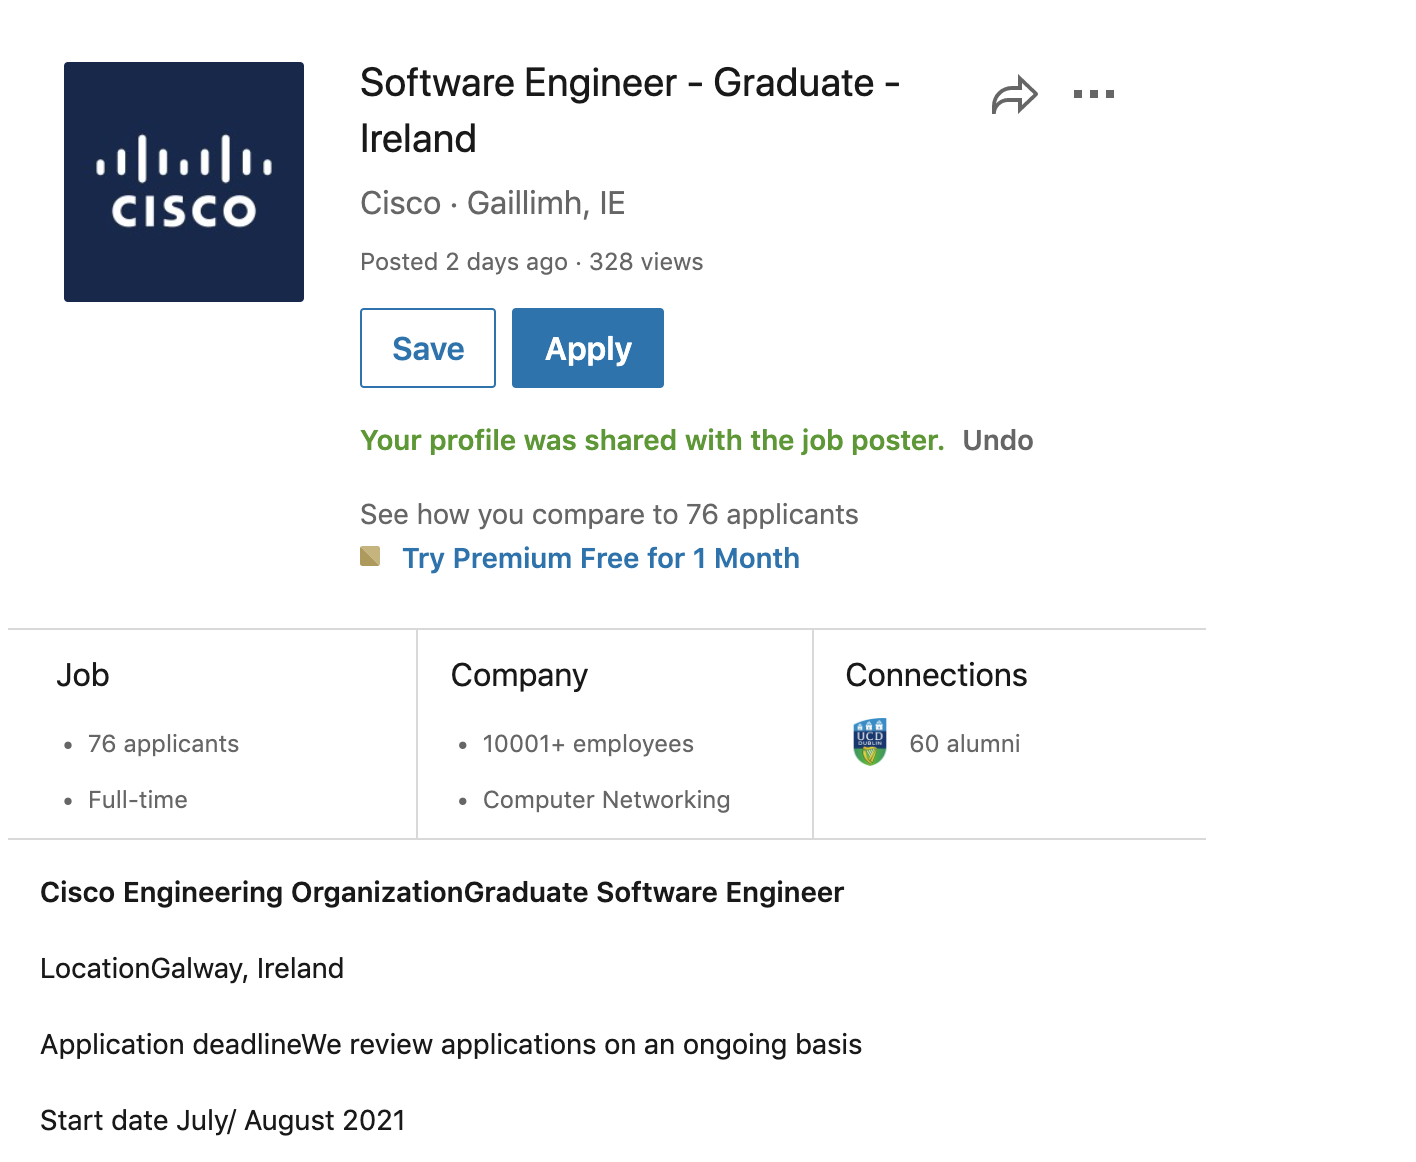 CISCO
Software Engineer - Graduate -
Ireland
Cisco · Gaillimh, IE
Posted 2 days ago · 328 views
Save
Apply
Your profile was shared with the job poster. Undo
See how you compare to 76 applicants
Try Premium Free for 1 Month
Job
• 76 applicants
• Full-time
Company
• 10001+ employees
• Computer Networking
Connections
UCD
DUBLIN
60 alumni
Cisco Engineering OrganizationGraduate Software Engineer
LocationGalway, Ireland
Application deadlineWe review applications on an ongoing basis
Start date July/ August 2021